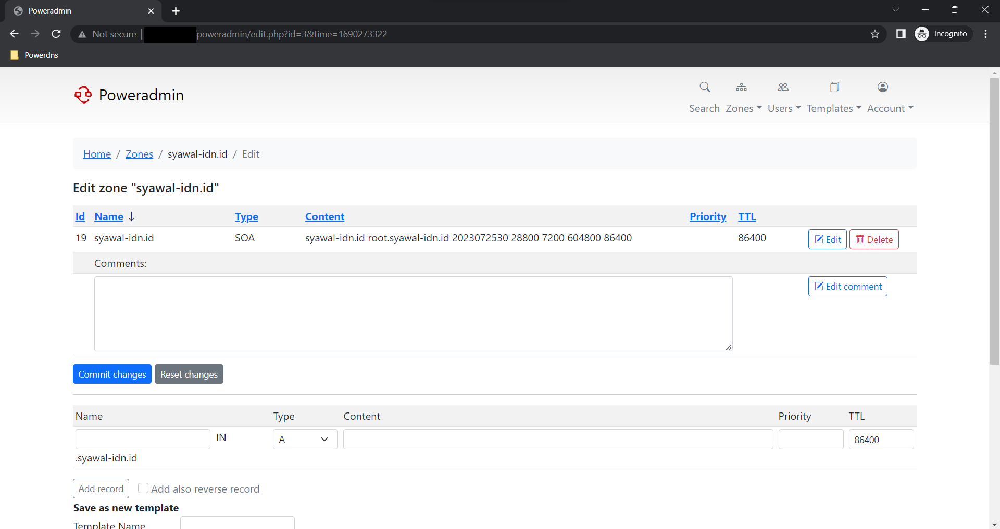 Poweradmin
Not secure | poweradmin/edit.php?id=3&time=1690273322
Incognito
Powerdns
Poweradmin
Search Zones Users Templates Account
Home / Zones / syawal-idn.id / Edit
Edit zone "syawal-idn.id"
Id Name ↓ Type Content Priority TTL
19 syawal-idn.id SOA syawal-idn.id root.syawal-idn.id 2023072530 28800 7200 604800 86400 86400 Edit Delete
Comments:
Edit comment
Commit changes Reset changes
Name Type Content Priority TTL
IN A 86400
.syawal-idn.id
Add record Add also reverse record
Save as new template
Template Name